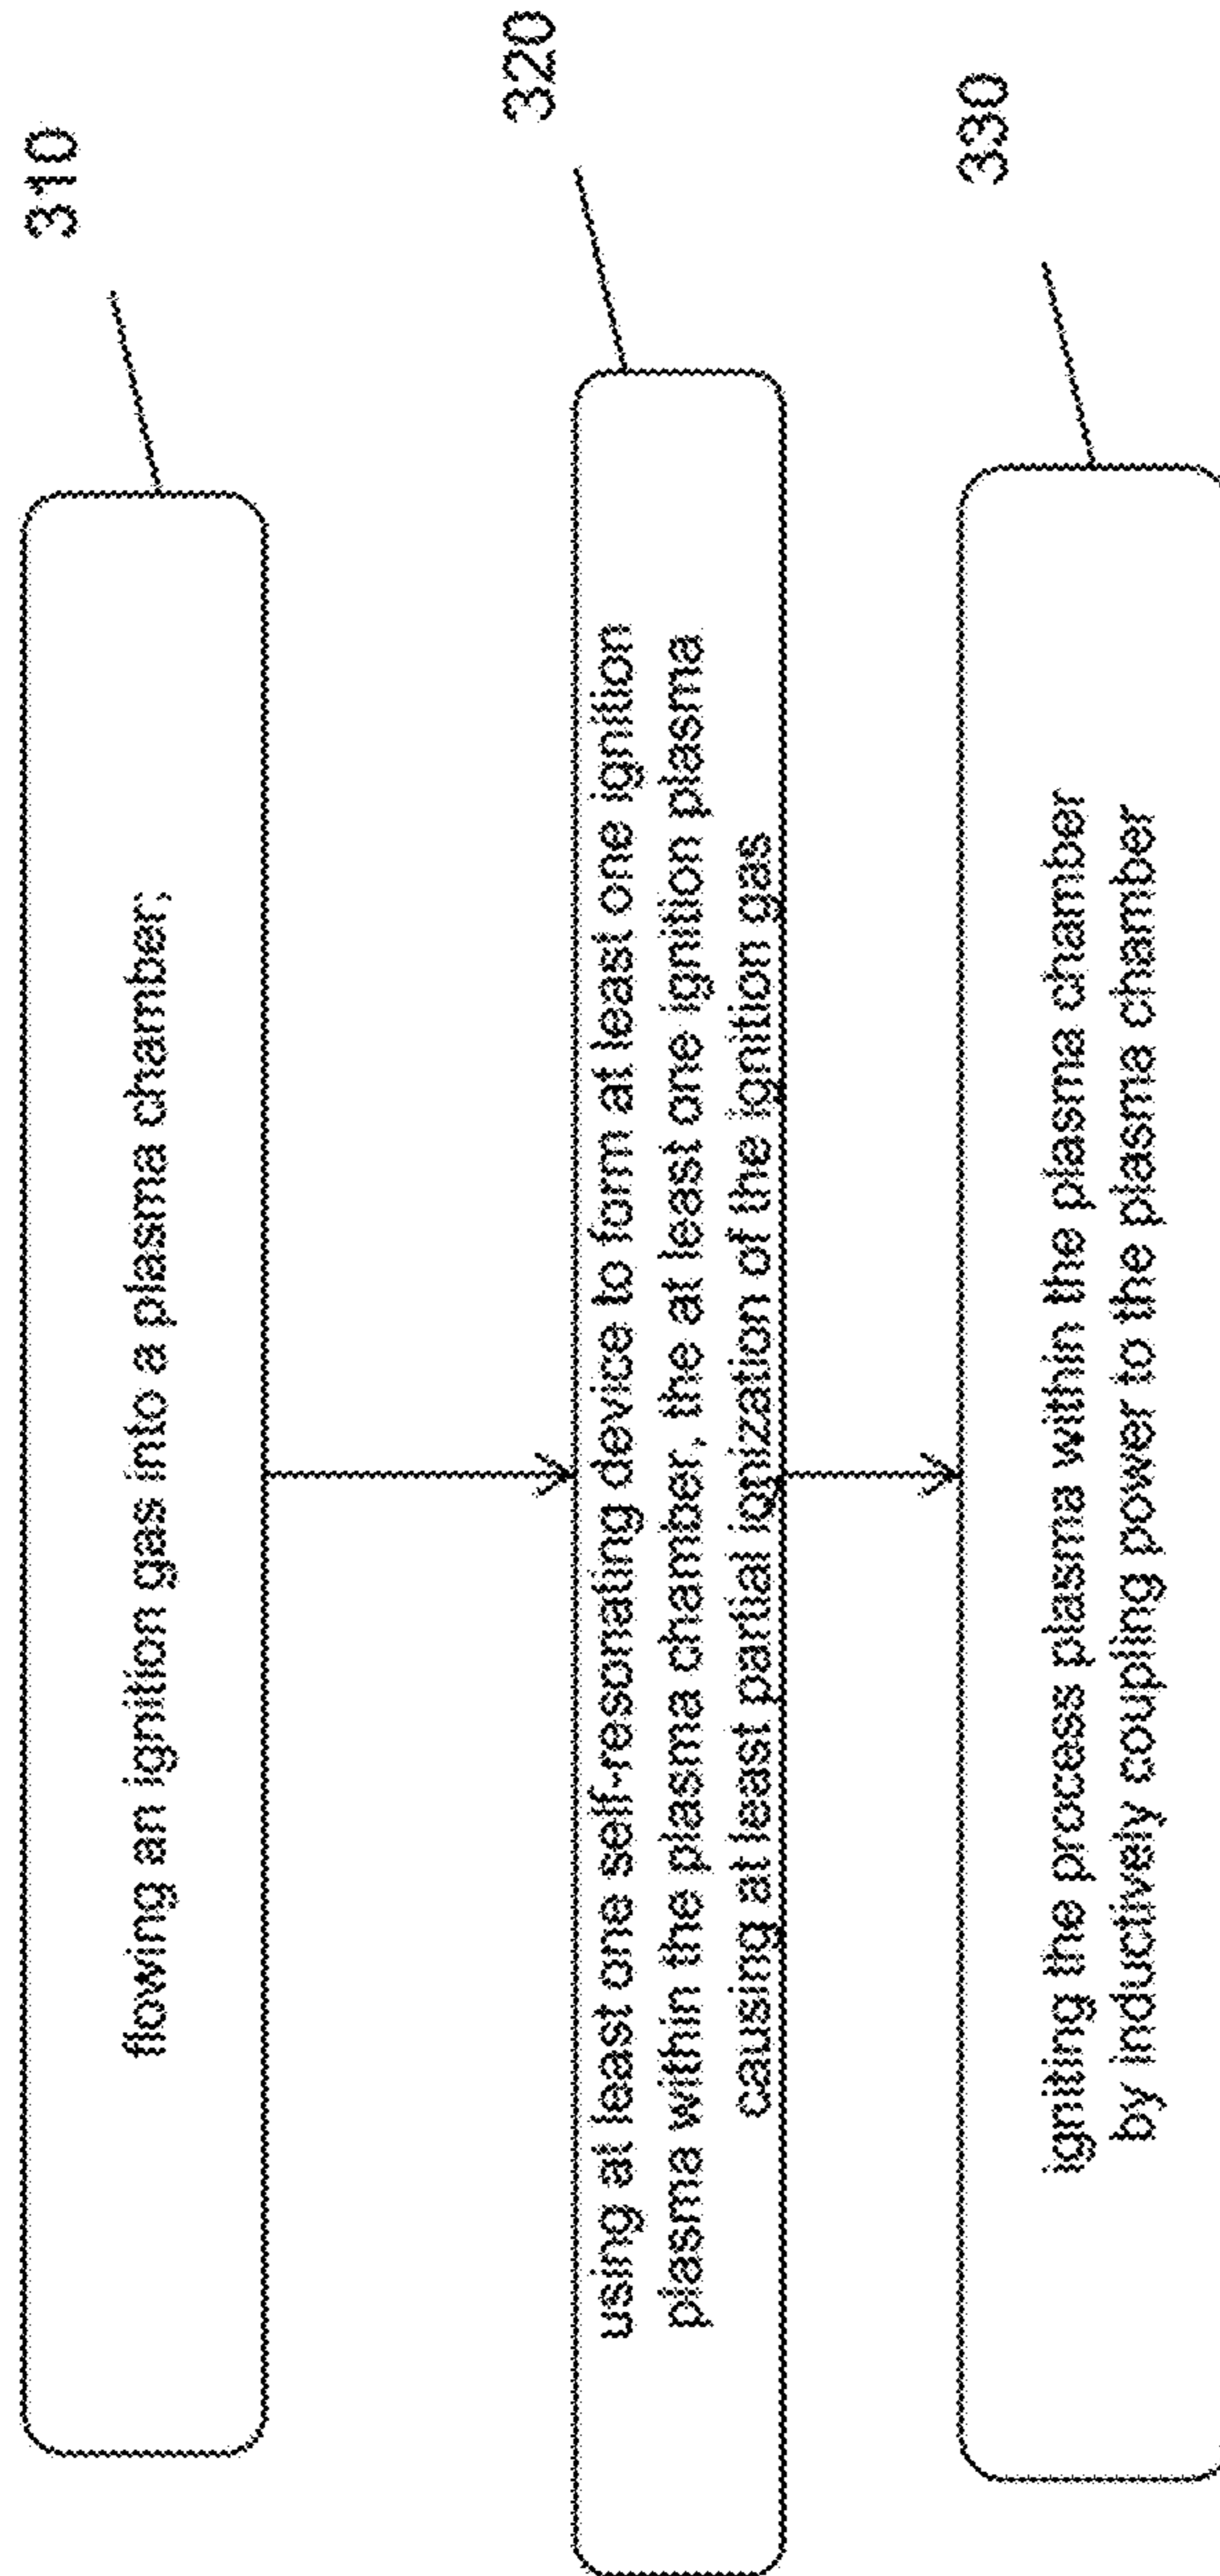 310
flowing an ignition gas into a plasma chamber;
320
using at least one self-resonating device to form at least one ignition
plasma within the plasma chamber, the at least one ignition plasma
causing at least partial ionization of the ignition gas
330
igniting the process plasma within the plasma chamber
by inductively coupling power to the plasma chamber